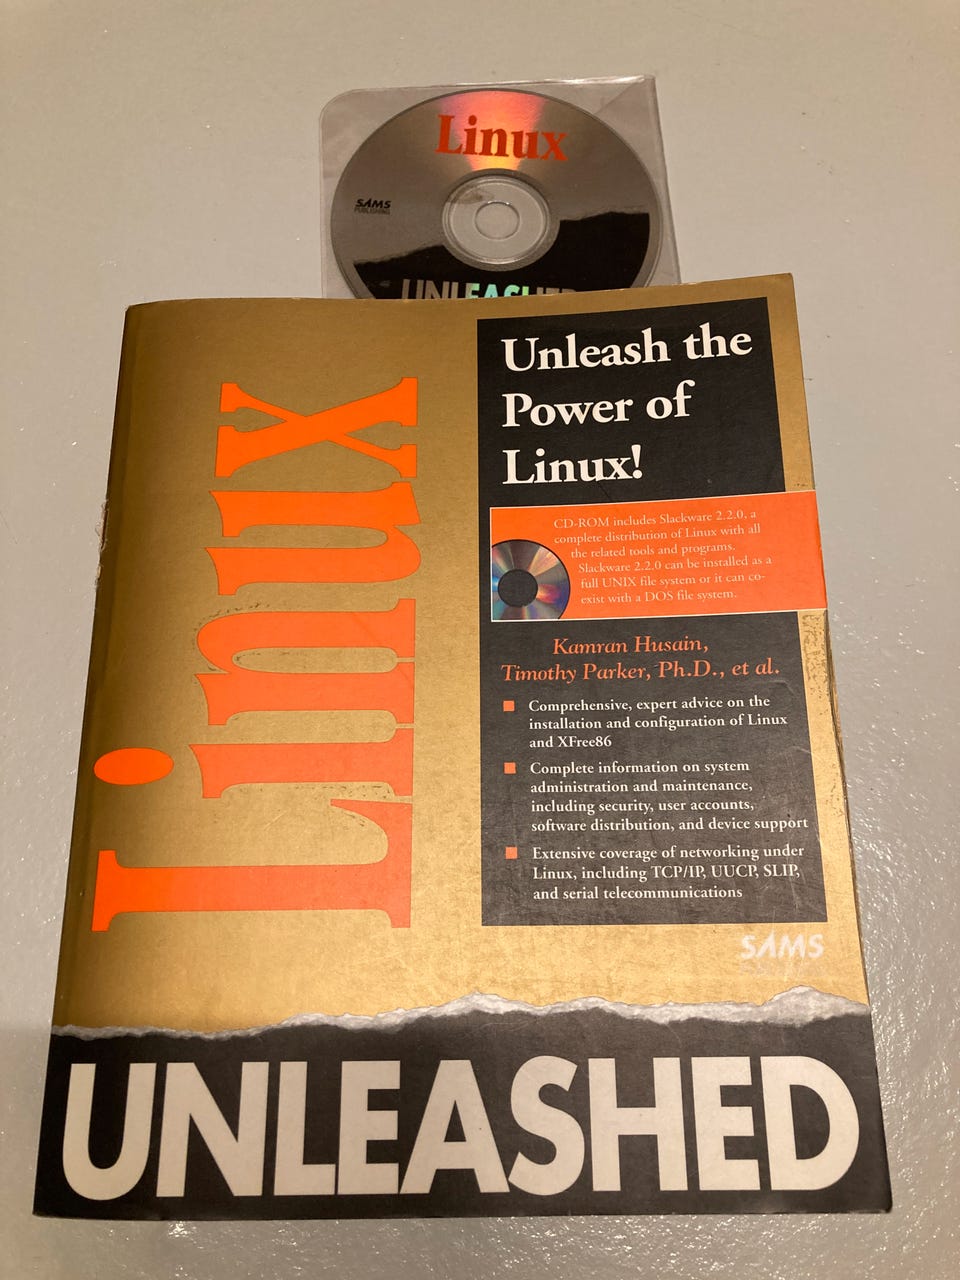 Linux
SAMS
PUBLISHING
UNLEASHED
Linux
Unleash the
Power of
Linux!
CD-ROM includes Slackware 2.2.0, a
complete distribution of Linux with all
the related tools and programs.
Slackware 2.2.0 can be installed as a
full UNIX file system or it can co-
exist with a DOS file system.
Kamran Husain,
Timothy Parker, Ph.D., et al.
Comprehensive, expert advice on the
installation and configuration of Linux
and XFree86
Complete information on system
administration and maintenance,
including security, user accounts,
software distribution, and device support
Extensive coverage of networking under
Linux, including TCP/IP, UUCP, SLIP,
and serial telecommunications
SAMS
UNLEASHED